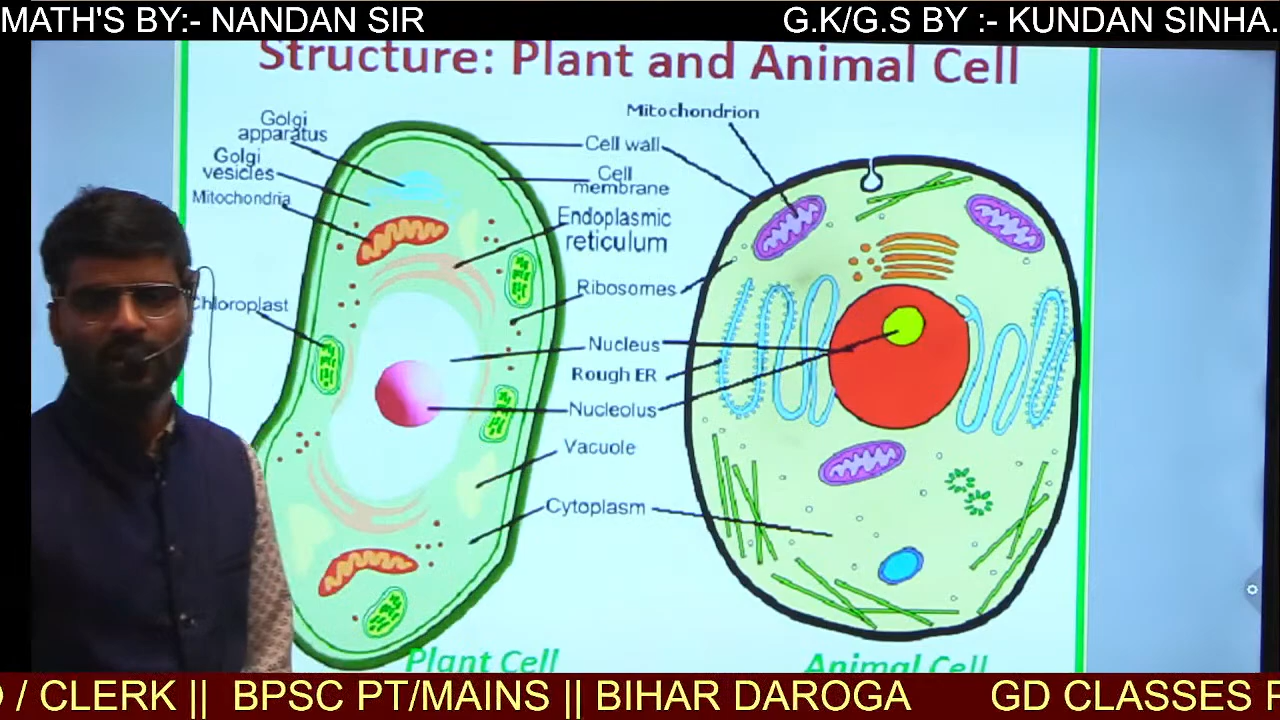 MATH'S BY:- NANDAN SIR
G.K/G.S BY :- KUNDAN SINHA.
Structure: Plant and Animal Cell
Golgi
apparatus
Golgi
vesicles
Mitochondria
Chloroplast
Mitochondrion
Cell wall
Cell
membrane
Endoplasmic
reticulum
Ribosomes
Nucleus
Rough ER
Nucleolus
Vacuole
Cytoplasm
Plant Cell
Animal Cell
/ CLERK || BPSC PT/MAINS || BIHAR DAROGA
GD CLASSES